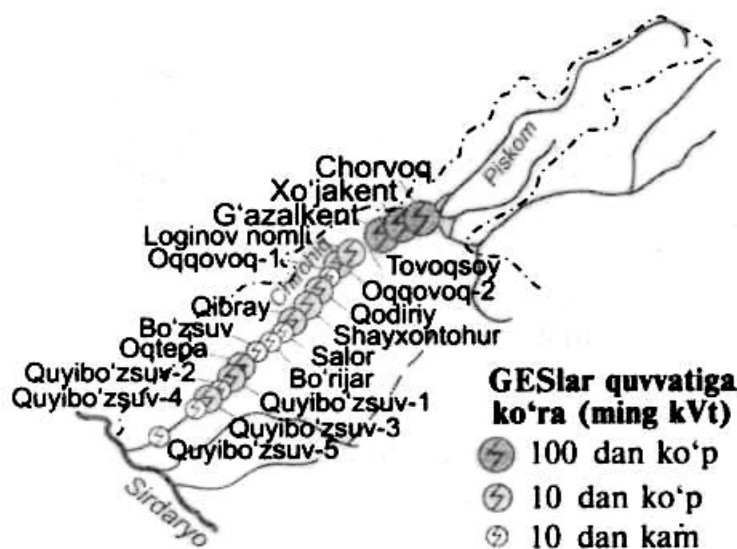 Chorvoq
Piskom
Xo'jakent
G'azalkent
Loginov nomli
Chirchiq
Oqqovoq-1
Tovoqsoy
Oqqovoq-2
Qibray
Qodiriy
Bo'zsuv
Shayxontohur
Oqtepa
Salor
Quyibo'zsuv-2
Bo'rijar
Quyibo'zsuv-4
Quyibo'zsuv-1
Quyibo'zsuv-3
Quyibo'zsuv-5
Sirdaryo
GESlar quvvatiga
ko'ra (ming kVt)
100 dan ko'p
10 dan ko'p
10 dan kam